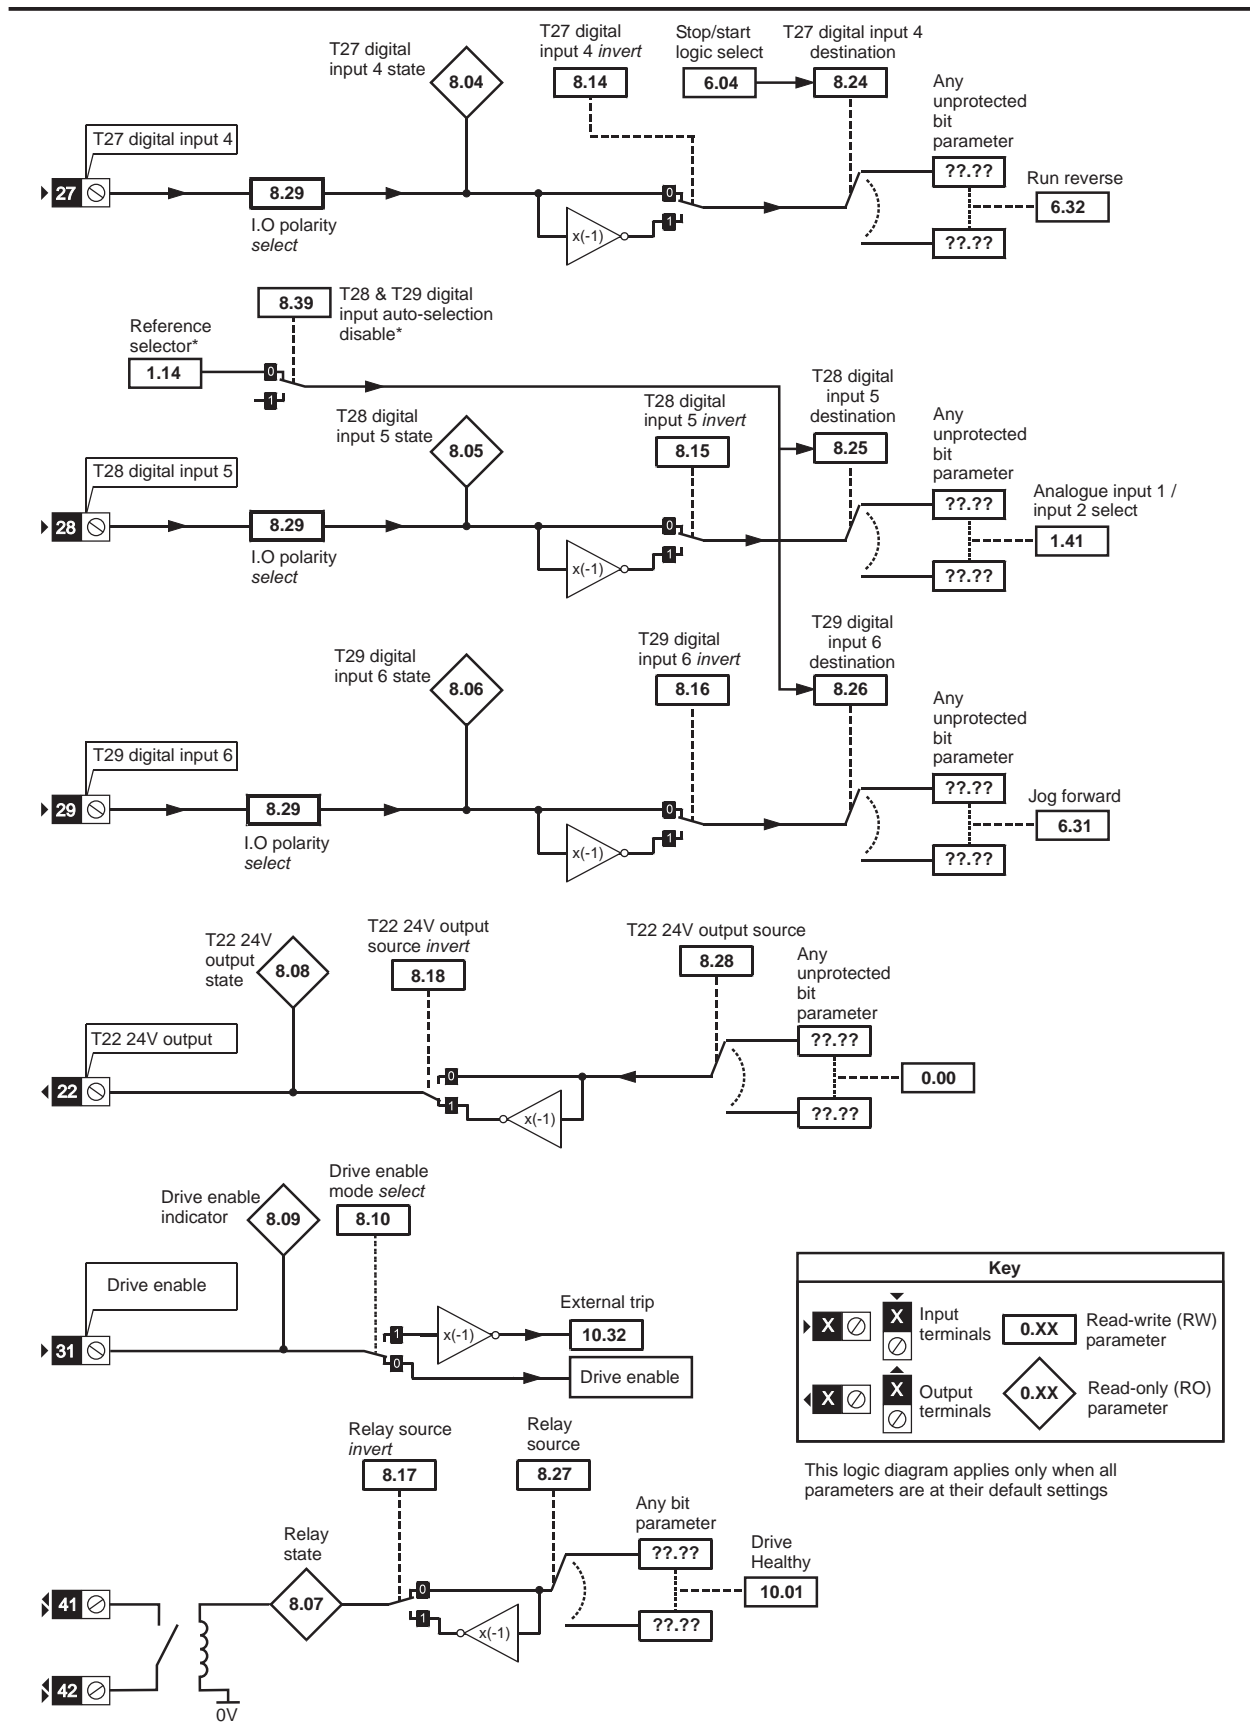 T27 digital
input 4 state
8.04
T27 digital
input 4 invert
8.14
Stop/start
logic select
6.04
T27 digital input 4
destination
8.24
Any
unprotected
bit
parameter
??.??
??.??
Run reverse
6.32
T27 digital input 4
27
8.29
I.O polarity
select
0
1
x(-1)
8.39
T28 & T29 digital
input auto-selection
disable*
Reference
selector*
1.14
0
1
T28 digital
input 5 state
8.05
T28 digital
input 5 invert
8.15
T28 digital
input 5
destination
8.25
Any
unprotected
bit
parameter
??.??
??.??
Analogue input 1 /
input 2 select
1.41
T28 digital input 5
28
8.29
I.O polarity
select
0
1
x(-1)
T29 digital
input 6 state
8.06
T29 digital
input 6 invert
8.16
T29 digital
input 6
destination
8.26
Any
unprotected
bit
parameter
??.??
??.??
Jog forward
6.31
T29 digital input 6
29
8.29
I.O polarity
select
0
1
x(-1)
T22 24V
output
state
8.08
T22 24V output
source invert
8.18
T22 24V output source
8.28
Any
unprotected
bit
parameter
??.??
??.??
0.00
T22 24V output
22
0
1
x(-1)
Drive enable
indicator
8.09
Drive enable
mode select
8.10
Drive enable
31
1
0
x(-1)
External trip
10.32
Drive enable
Key
X
X
Input
terminals
0.XX
Read-write (RW)
parameter
X
X
Output
terminals
0.XX
Read-only (RO)
parameter
This logic diagram applies only when all
parameters are at their default settings
Relay source
invert
8.17
Relay
source
8.27
Any bit
parameter
??.??
??.??
Drive
Healthy
10.01
Relay
state
8.07
0
1
x(-1)
41
42
0V